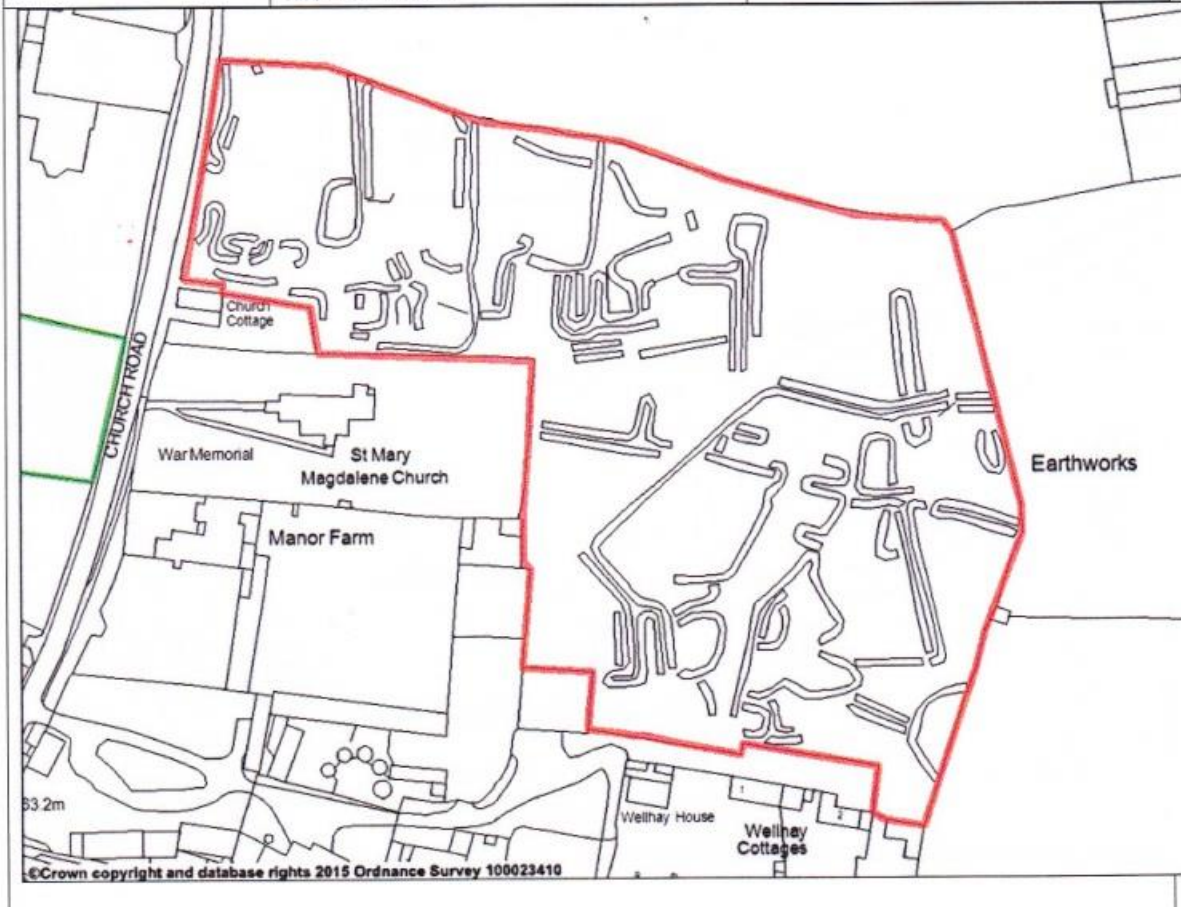 Church
Cottage
CHURCH ROAD
War Memorial
St Mary
Magdalene Church
Earthworks
Manor Farm
63.2m
Wellhay House
1
2
Wellhay
Cottages
©Crown copyright and database rights 2015 Ordnance Survey 100023410